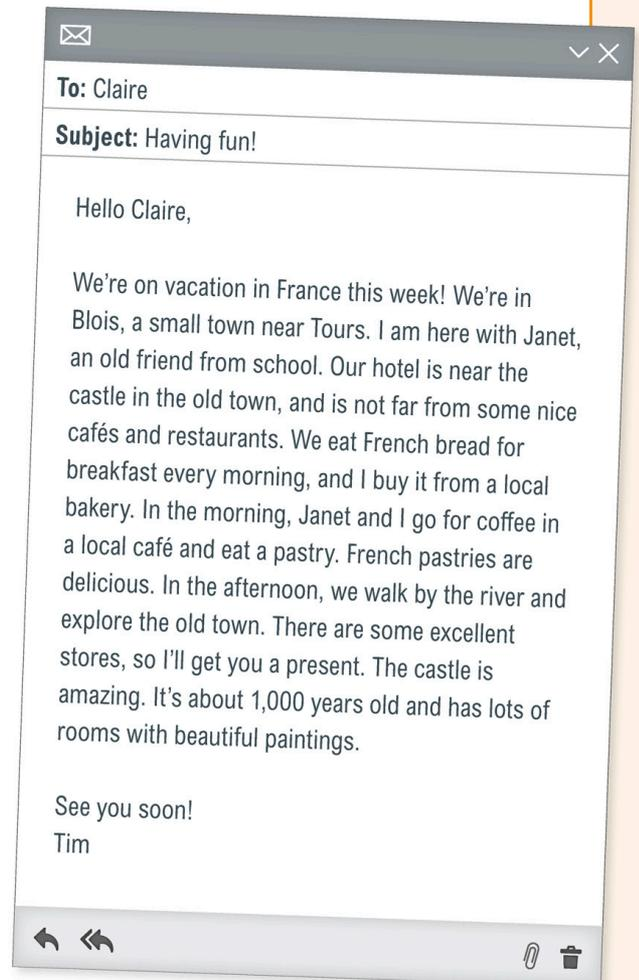 To: Claire
Subject: Having fun!
Hello Claire,
We're on vacation in France this week! We're in
Blois, a small town near Tours. I am here with Janet,
an old friend from school. Our hotel is near the
castle in the old town, and is not far from some nice
cafés and restaurants. We eat French bread for
breakfast every morning, and I buy it from a local
bakery. In the morning, Janet and I go for coffee in
a local café and eat a pastry. French pastries are
delicious. In the afternoon, we walk by the river and
explore the old town. There are some excellent
stores, so I'll get you a present. The castle is
amazing. It's about 1,000 years old and has lots of
rooms with beautiful paintings.
See you soon!
Tim